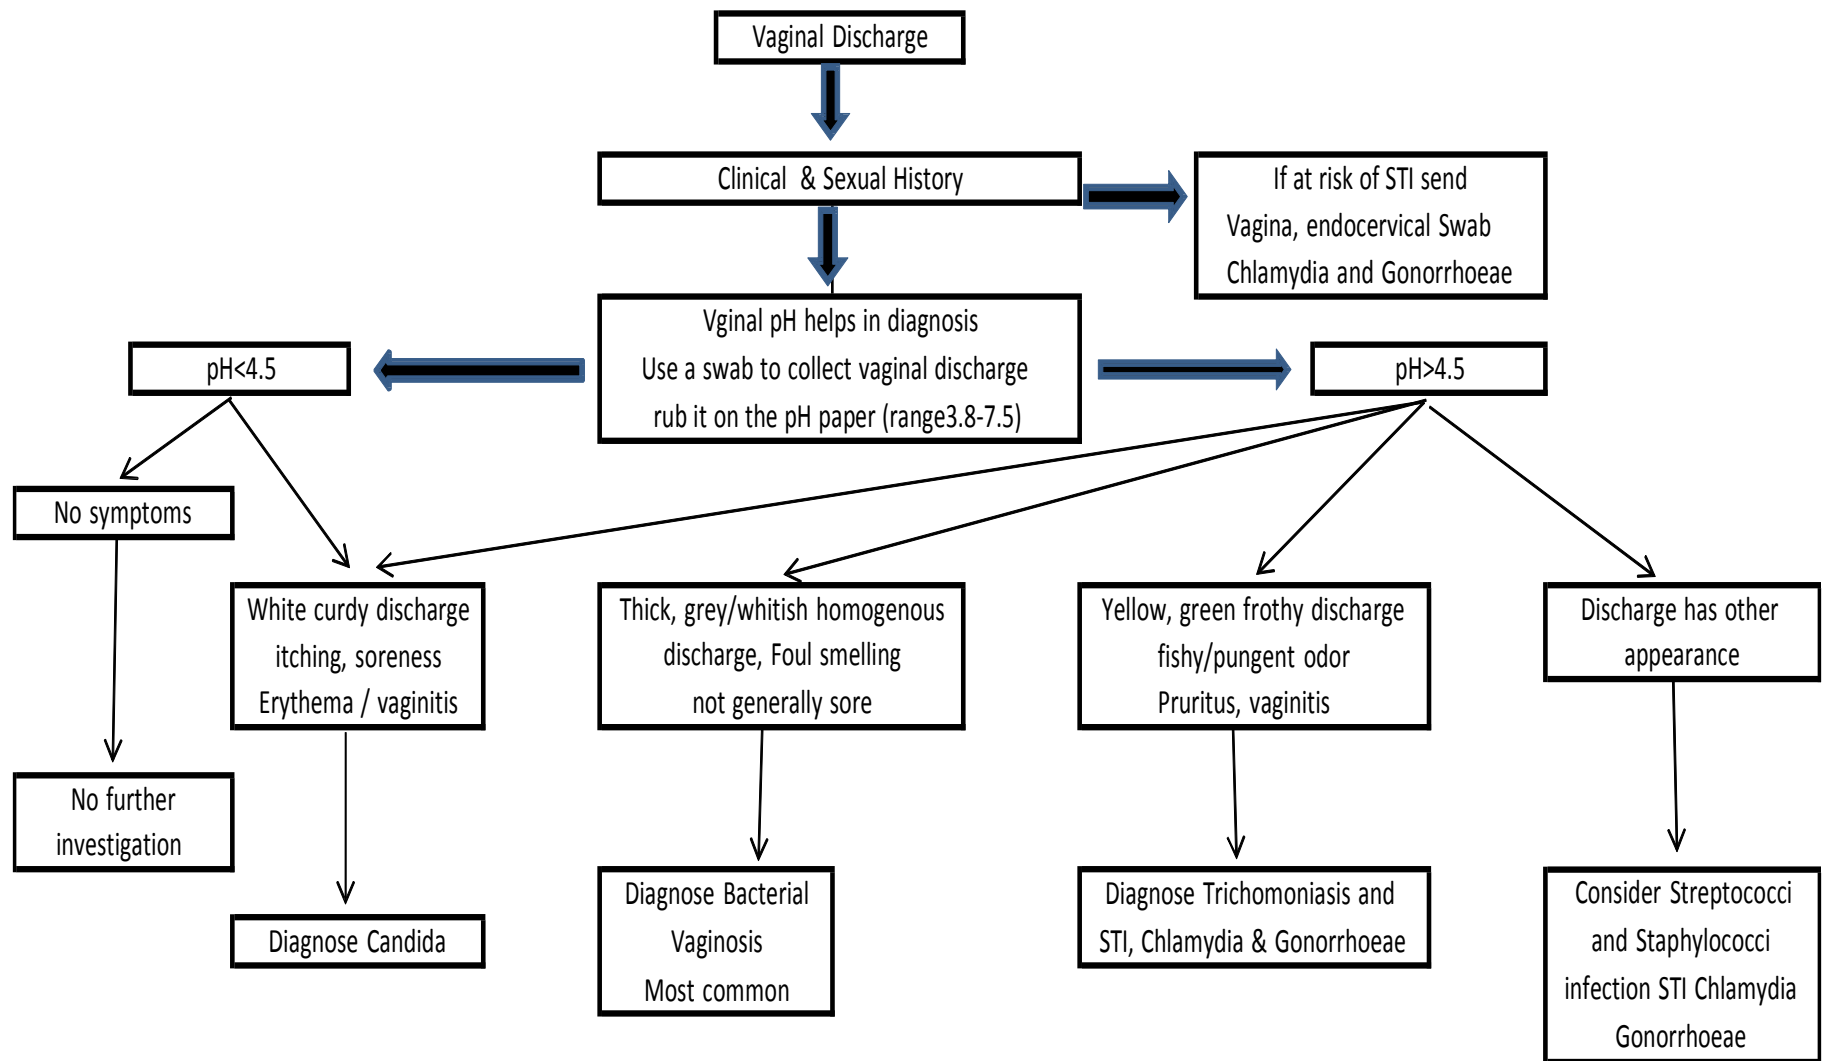 Vaginal Discharge
Clinical & Sexual History
If at risk of STI send
Vagina, endocervical Swab
Chlamydia and Gonorrhoeae
Vginal pH helps in diagnosis
Use a swab to collect vaginal discharge
rub it on the pH paper (range3.8-7.5)
pH<4.5
pH>4.5
No symptoms
White curdy discharge
itching, soreness
Erythema / vaginitis
Thick, grey/whitish homogenous
discharge, Foul smelling
not generally sore
Yellow, green frothy discharge
fishy/pungent odor
Pruritus, vaginitis
Discharge has other
appearance
No further
investigation
Diagnose Candida
Diagnose Bacterial
Vaginosis
Most common
Diagnose Trichomoniasis and
STI, Chlamydia & Gonorrhoeae
Consider Streptococci
and Staphylococci
infection STI Chlamydia
Gonorrhoeae